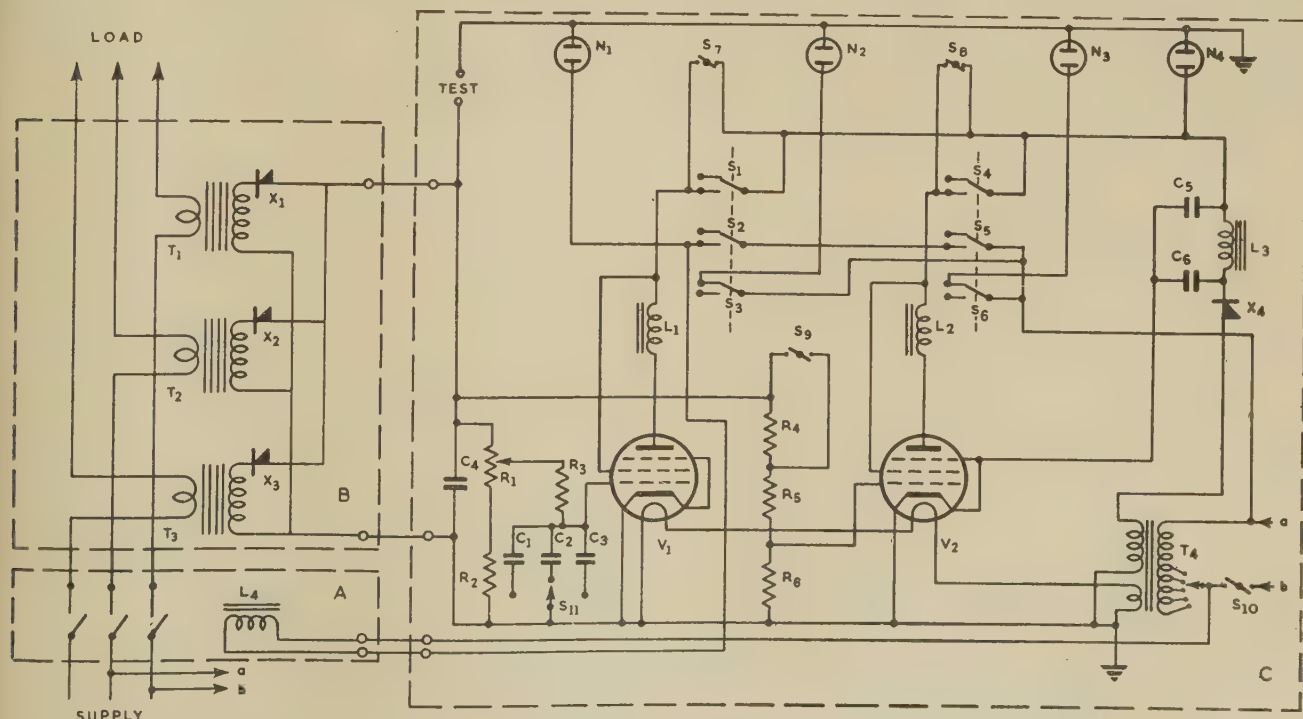 LOAD
TEST
N1
S7
N2
S8
N3
N4
X1
T1
S1
S4
S2
S5
S3
S6
C5
C6
L3
X4
X2
T2
L1
S9
L2
X3
T3
B
C4
R1
R3
R4
R5
R6
C1
C2
C3
R2
S11
V1
V2
T4
a
b
S10
A
L4
a
b
C
SUPPLY